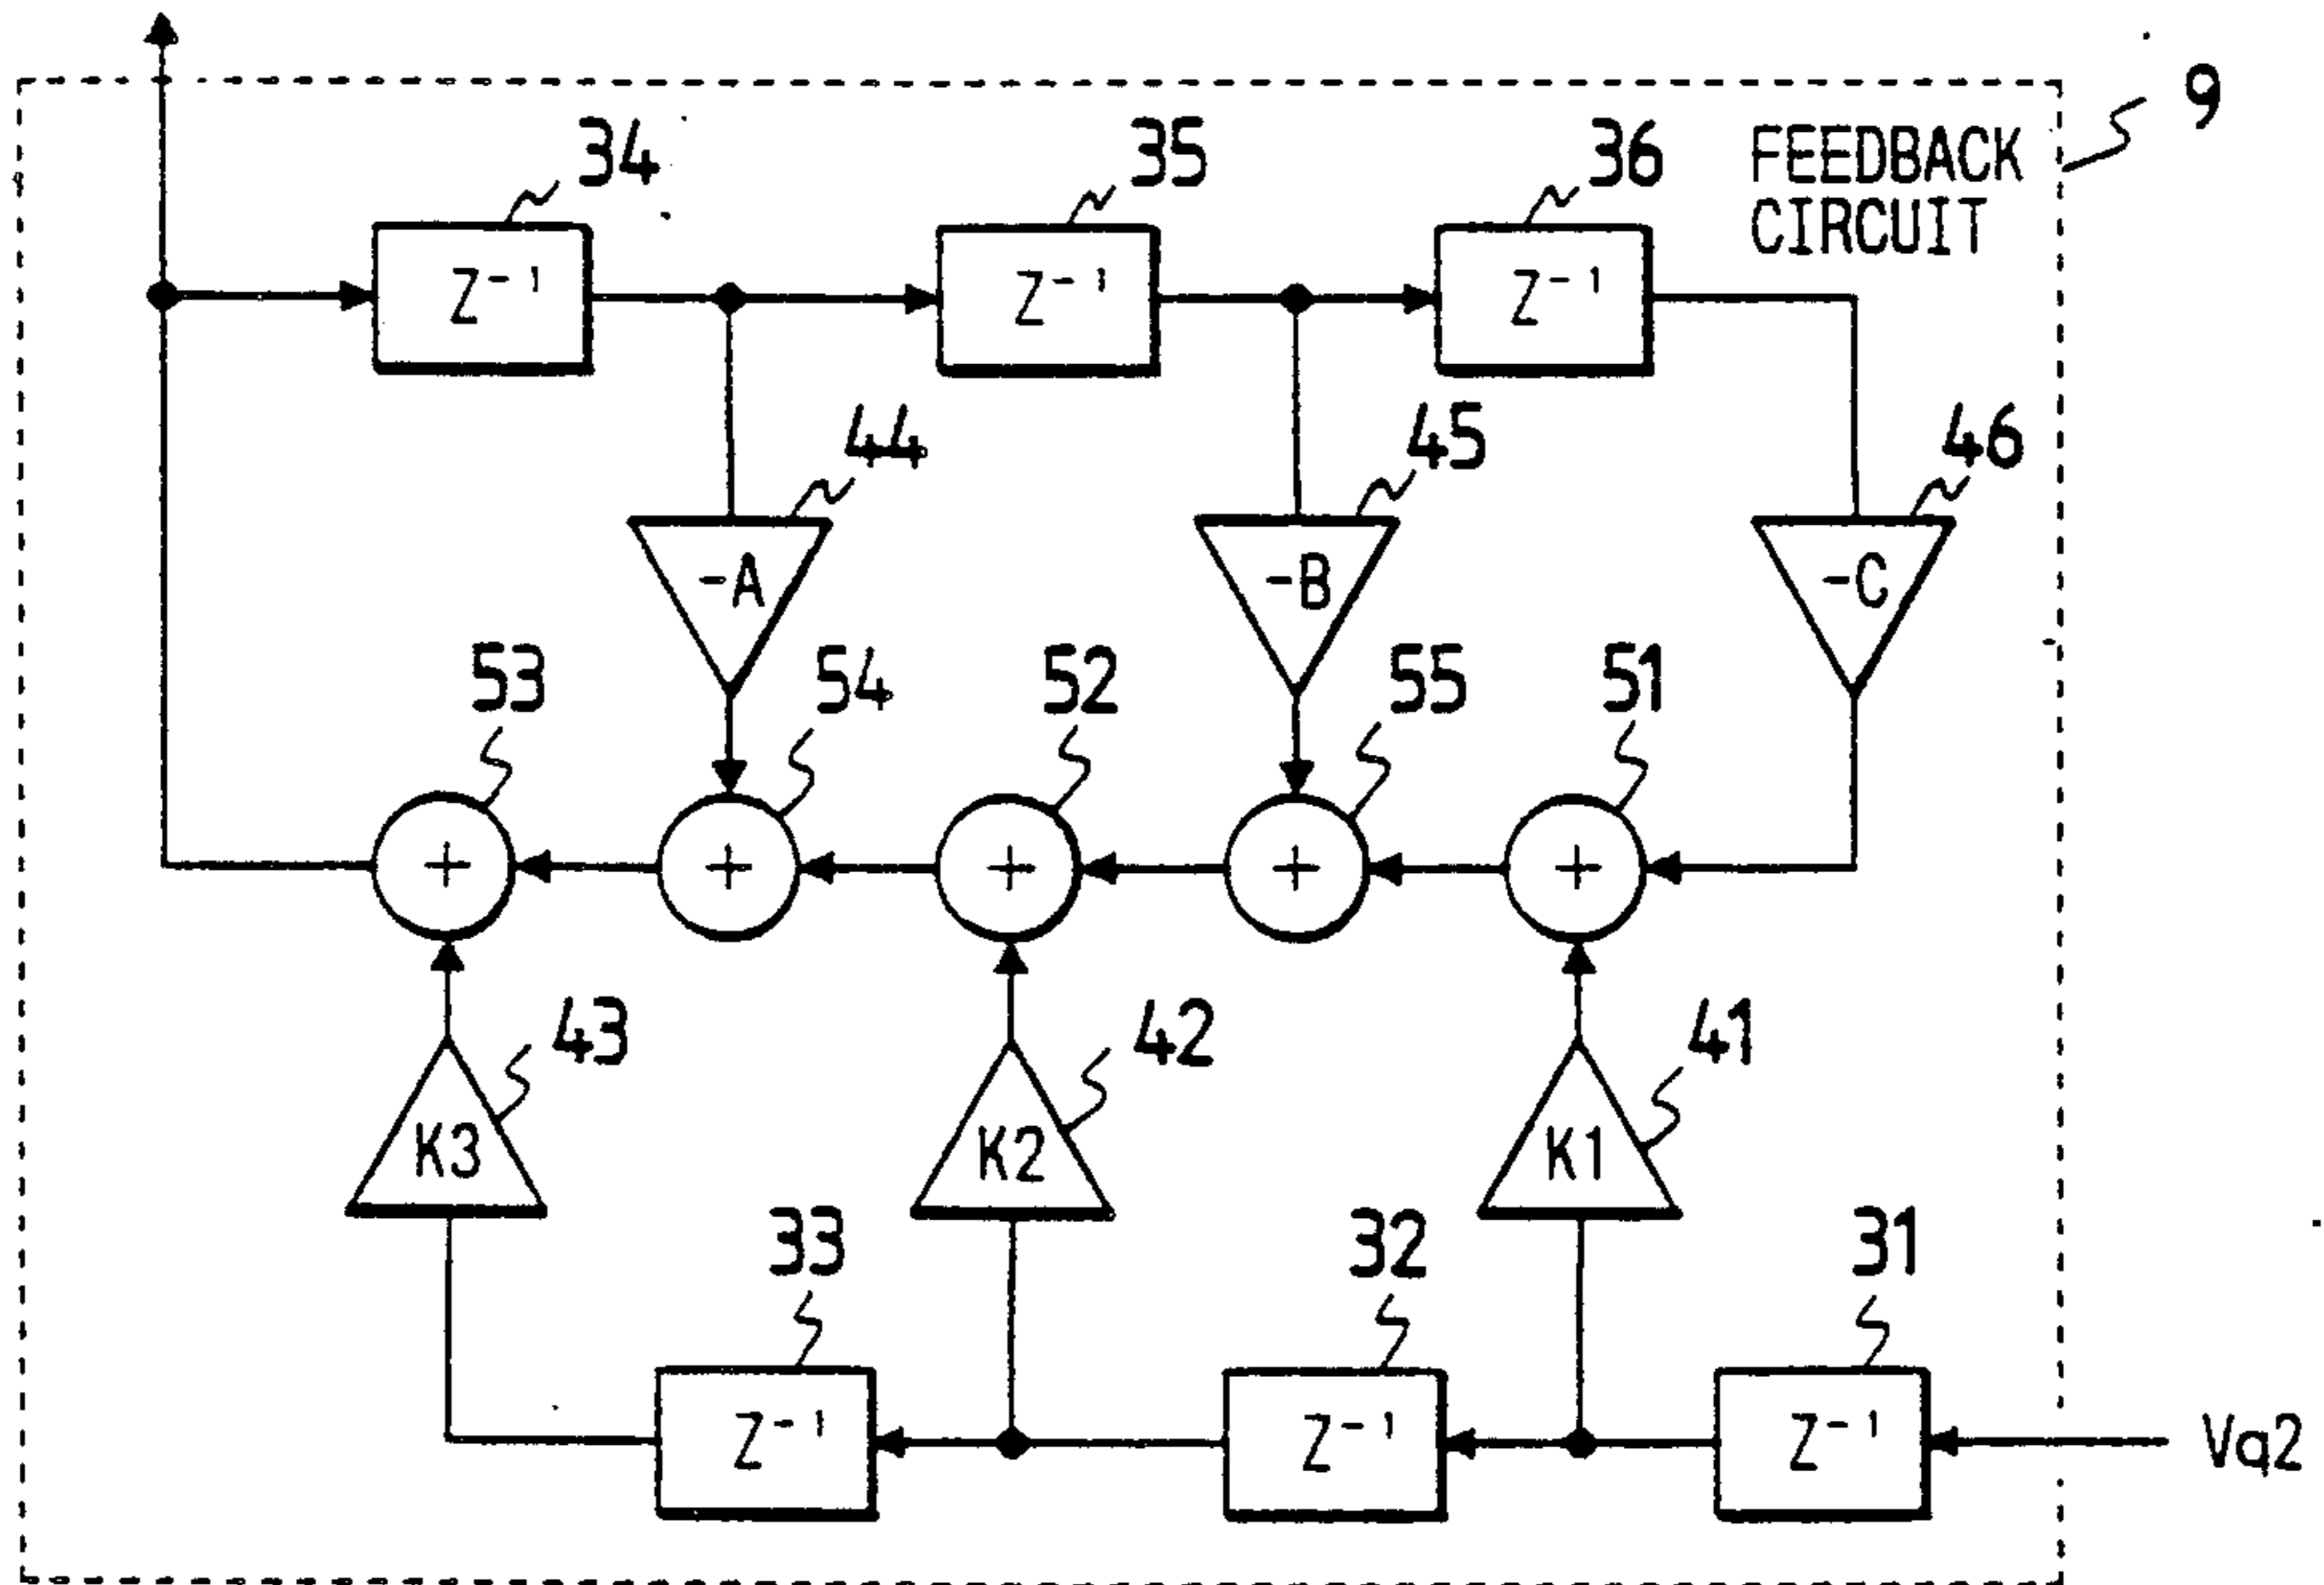 9
34
35
36
FEEDBACK
CIRCUIT
Z⁻¹
Z⁻¹
Z⁻¹
44
45
46
-A
-B
-C
53
54
52
55
51
+
+
+
+
+
43
42
41
K3
K2
K1
33
32
31
Z⁻¹
Z⁻¹
Z⁻¹
Vq2